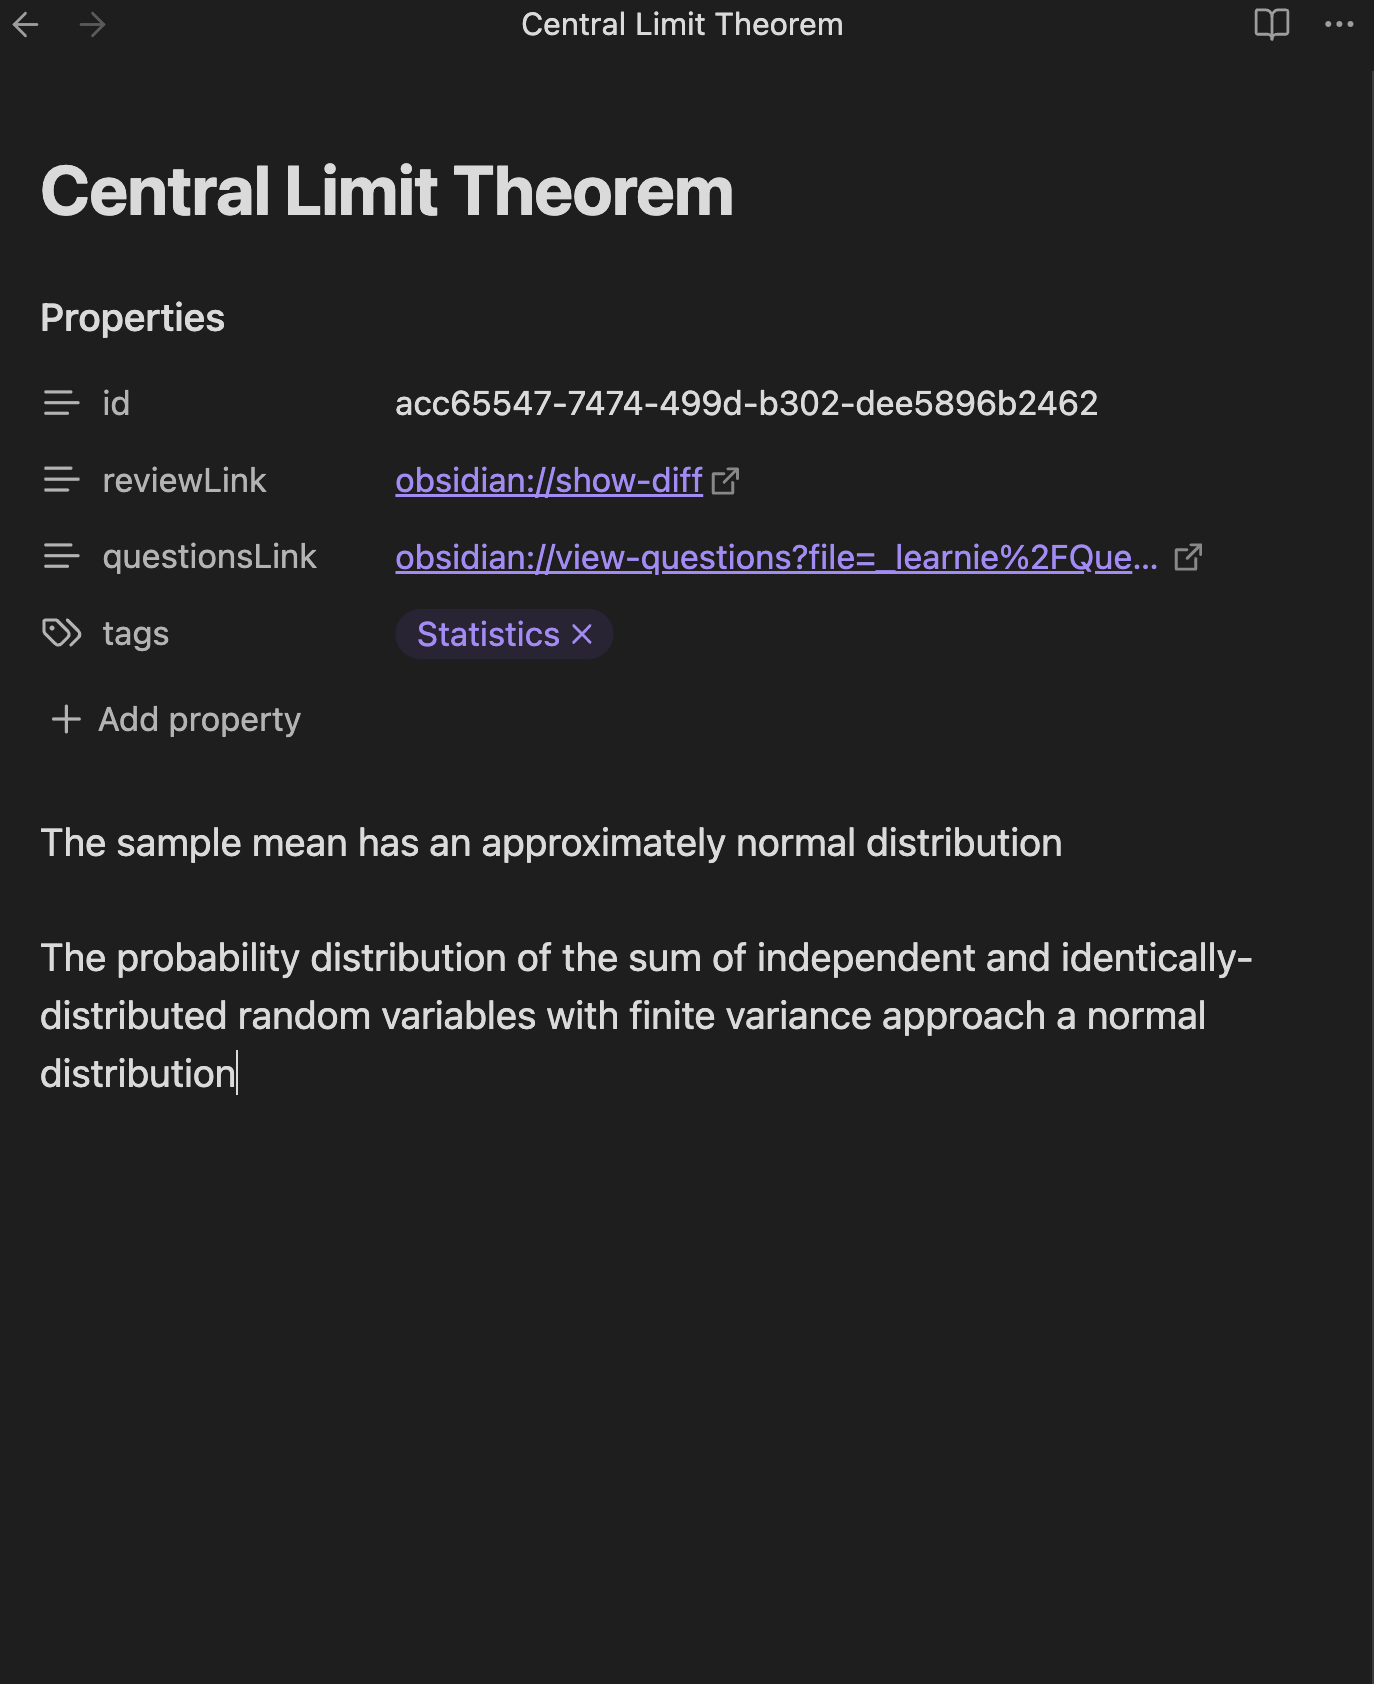 Central Limit Theorem
Central Limit Theorem
Properties
id acc65547-7474-499d-b302-dee5896b2462
reviewLink obsidian://show-diff
questionsLink obsidian://view-questions?file=_learnie%2FQue...
tags Statistics
Add property
The sample mean has an approximately normal distribution
The probability distribution of the sum of independent and identically-
distributed random variables with finite variance approach a normal
distribution